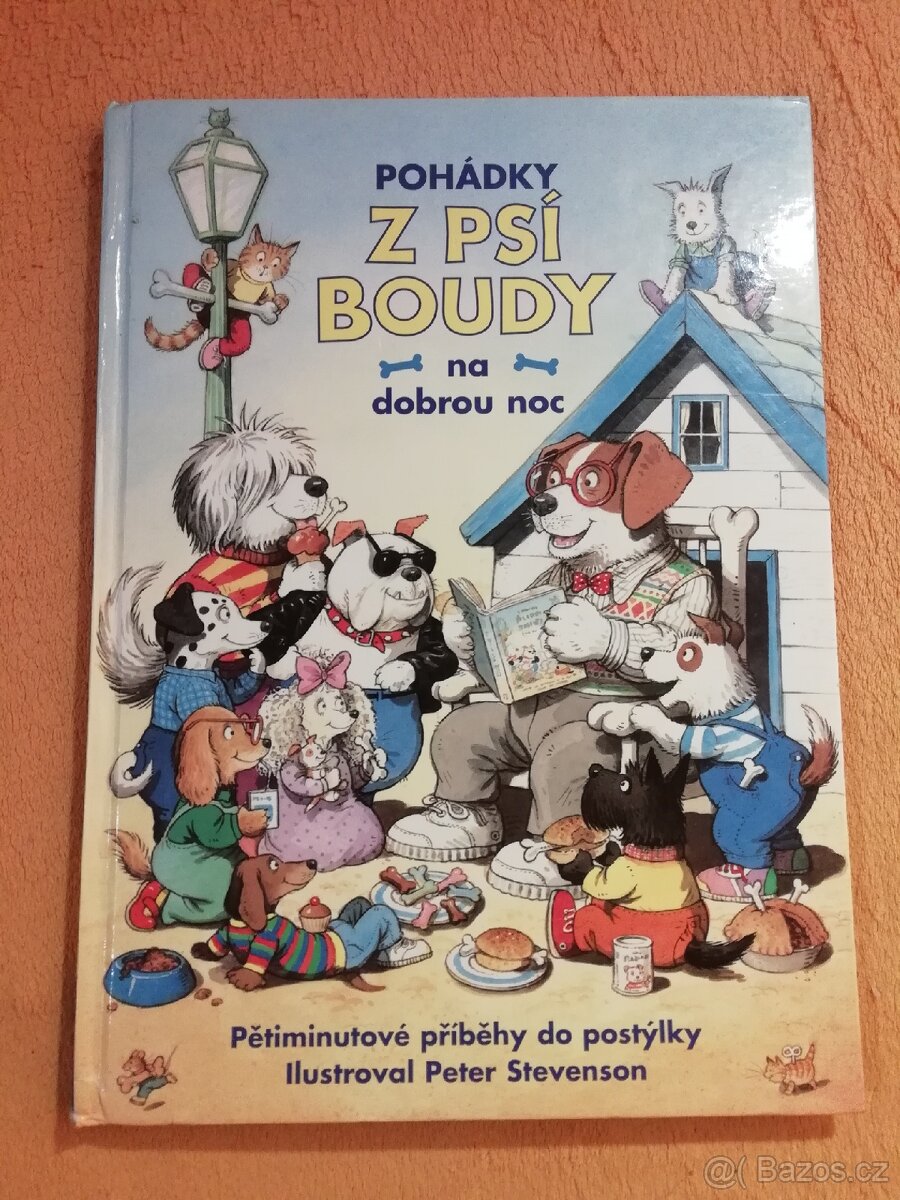 POHÁDKY
Z PSÍ
BOUDY
na
dobrou noc
Pětiminutové příběhy do postýlky
Ilustroval Peter Stevenson
@( Bazos.cz